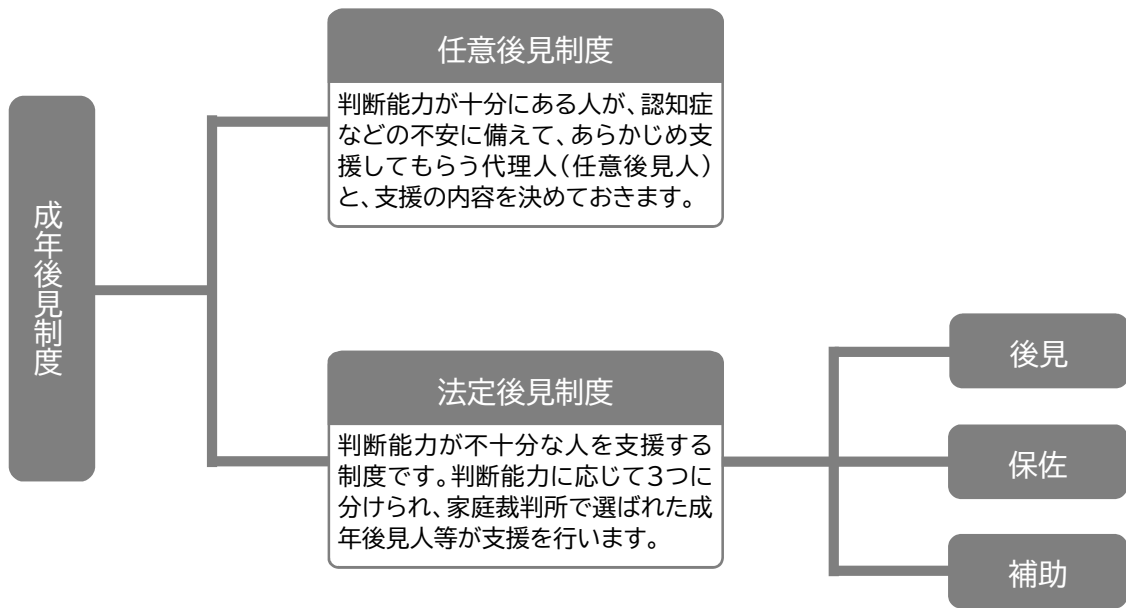 成年後見制度
任意後見制度
判断能力が十分にある人が、認知症
などの不安に備えて、あらかじめ支
援してもらう代理人(任意後見人)
と、支援の内容を決めておきます。
法定後見制度
判断能力が不十分な人を支援する
制度です。判断能力に応じて3つに
分けられ、家庭裁判所で選ばれた成
年後見人等が支援を行います。
後見
保佐
補助